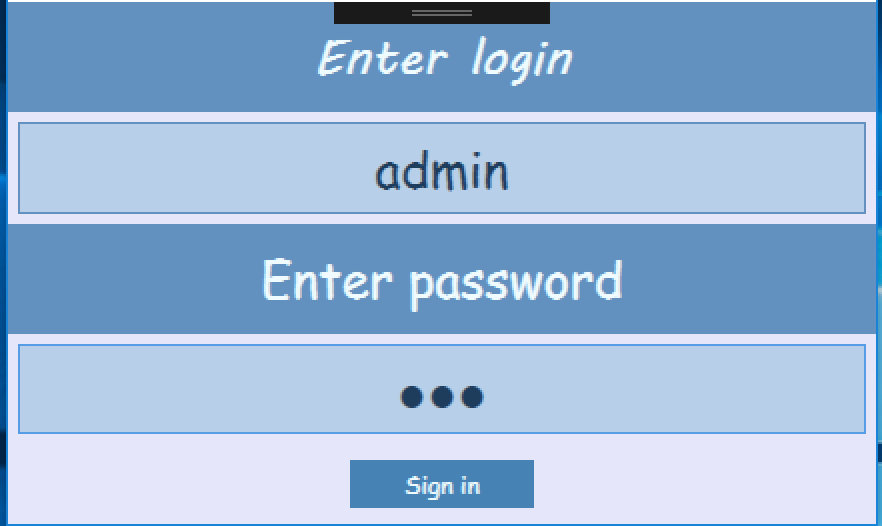 Enter login
admin
Enter password
●●●
Sign in